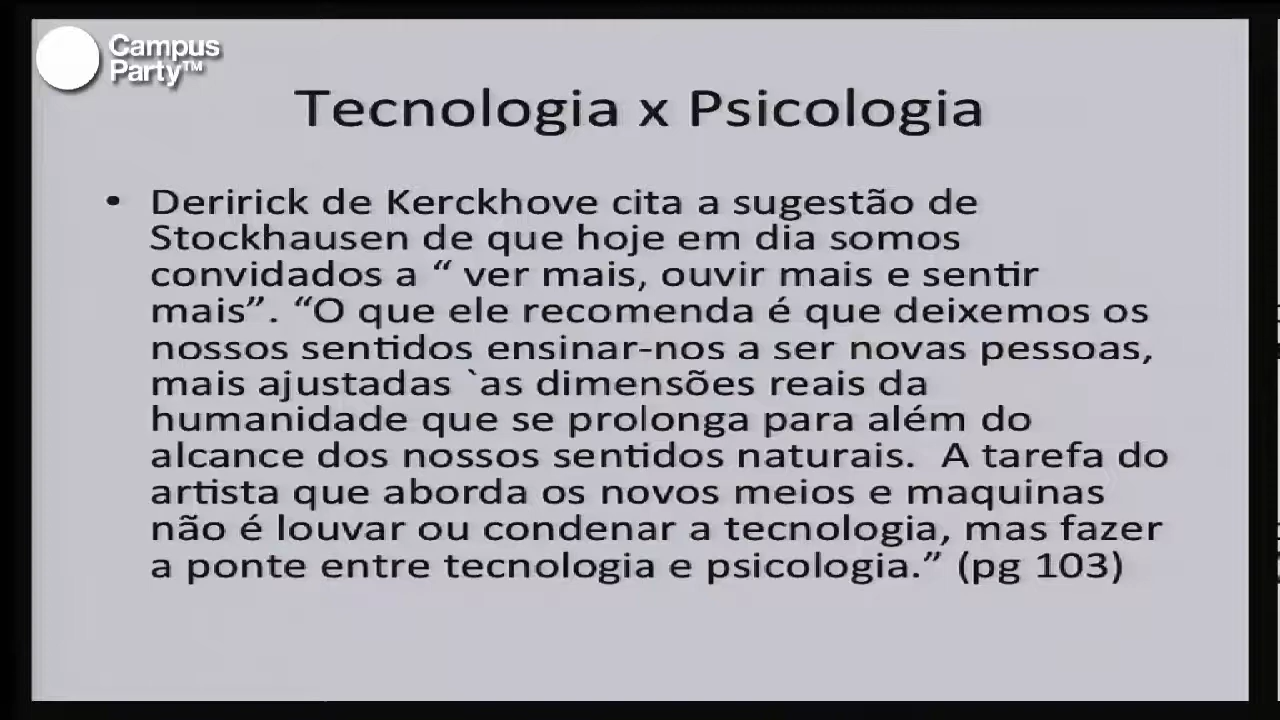 Campus
Party™
Tecnologia x Psicologia
• Deririck de Kerckhove cita a sugestão de
Stockhausen de que hoje em dia somos
convidados a “ ver mais, ouvir mais e sentir
mais”. “O que ele recomenda é que deixemos os
nossos sentidos ensinar-nos a ser novas pessoas,
mais ajustadas `as dimensões reais da
humanidade que se prolonga para além do
alcance dos nossos sentidos naturais.  A tarefa do
artista que aborda os novos meios e maquinas
não é louvar ou condenar a tecnologia, mas fazer
a ponte entre tecnologia e psicologia.” (pg 103)